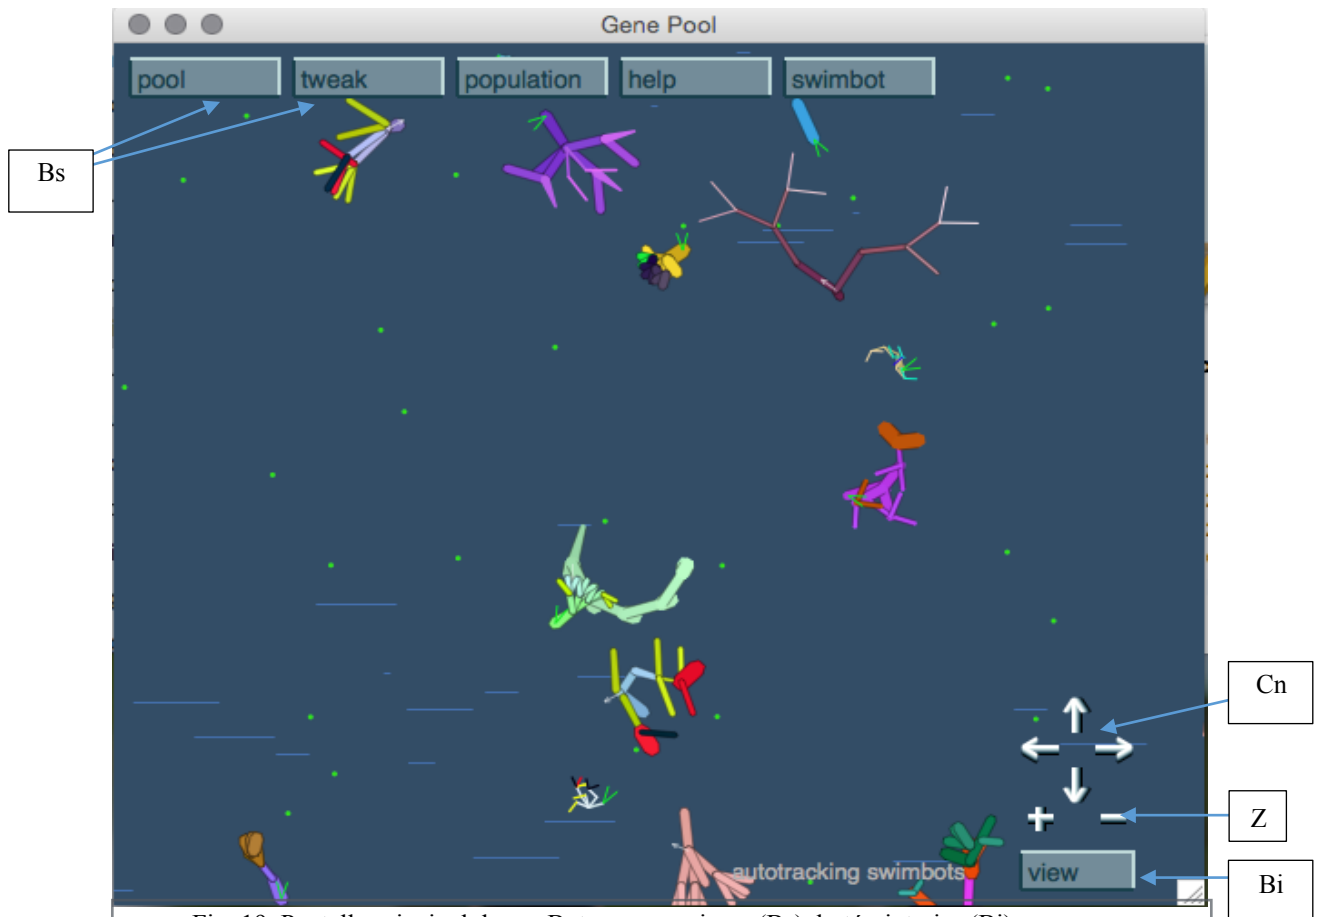 Gene Pool
pool tweak population help swimbot
Bs
Cn
Z
autotracking swimbots view
Bi